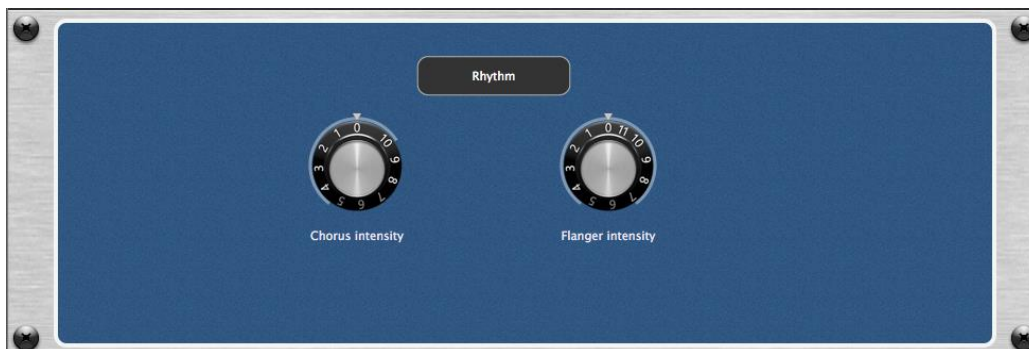 Rhythm
0 1 2 3 4 5 6 7 8 9 10
0 1 2 3 4 5 6 7 8 9 10 11
Chorus intensity Flanger intensity